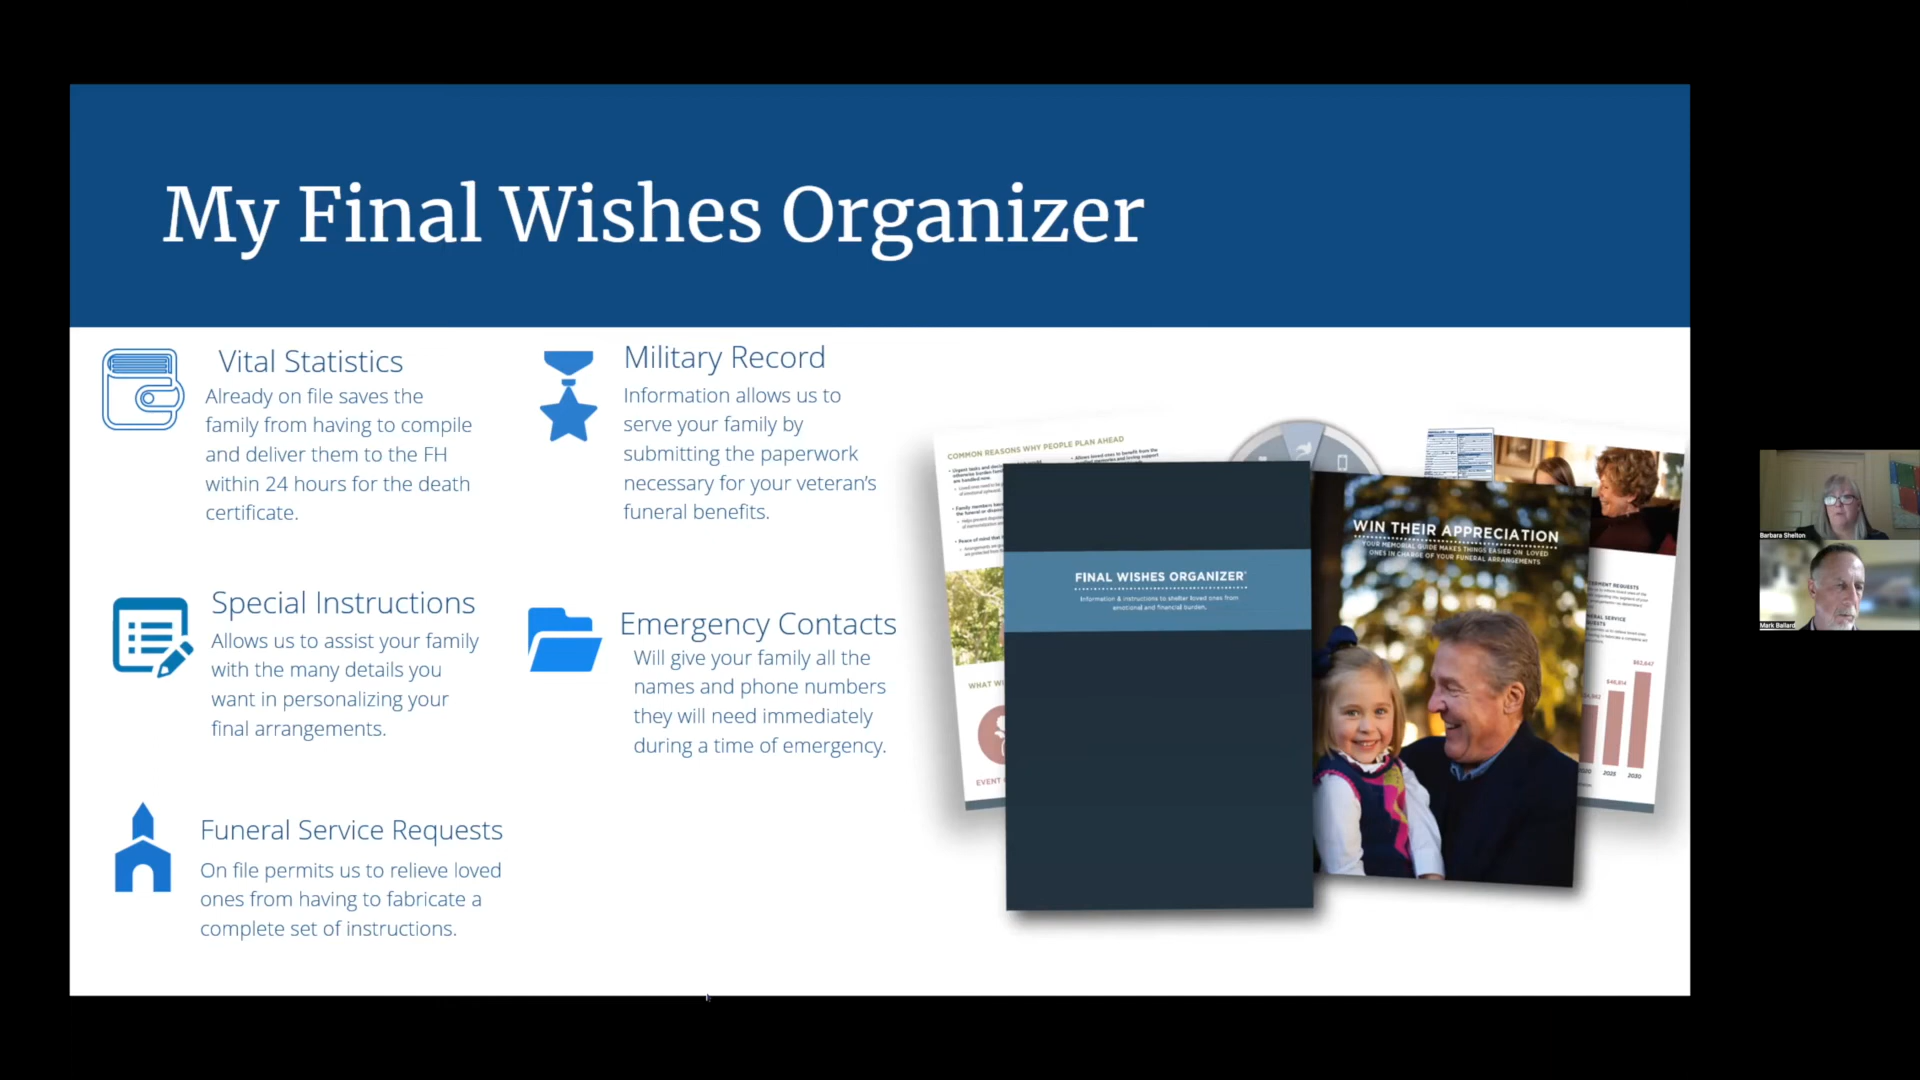 My Final Wishes Organizer
Vital Statistics
Already on file saves the
family from having to compile
and deliver them to the FH
within 24 hours for the death
certificate.
Military Record
Information allows us to
serve your family by
submitting the paperwork
necessary for your veteran's
funeral benefits.
Special Instructions
Allows us to assist your family
with the many details you
want in personalizing your
final arrangements.
Emergency Contacts
Will give your family all the
names and phone numbers
they will need immediately
during a time of emergency.
Funeral Service Requests
On file permits us to relieve loved
ones from having to fabricate a
complete set of instructions.
COMMON REASONS WHY PEOPLE PLAN AHEAD
FINAL WISHES ORGANIZER
Information & instructions to shelter loved ones from
emotional and financial burden.
WIN THEIR APPRECIATION
YOUR MEMORIAL GUIDE MAKES THINGS EASIER ON LOVED
ONES IN CHARGE OF YOUR FUNERAL ARRANGEMENTS
EVENT
$82,647
2025
2030
Barbara Shelton
Mark Ballard